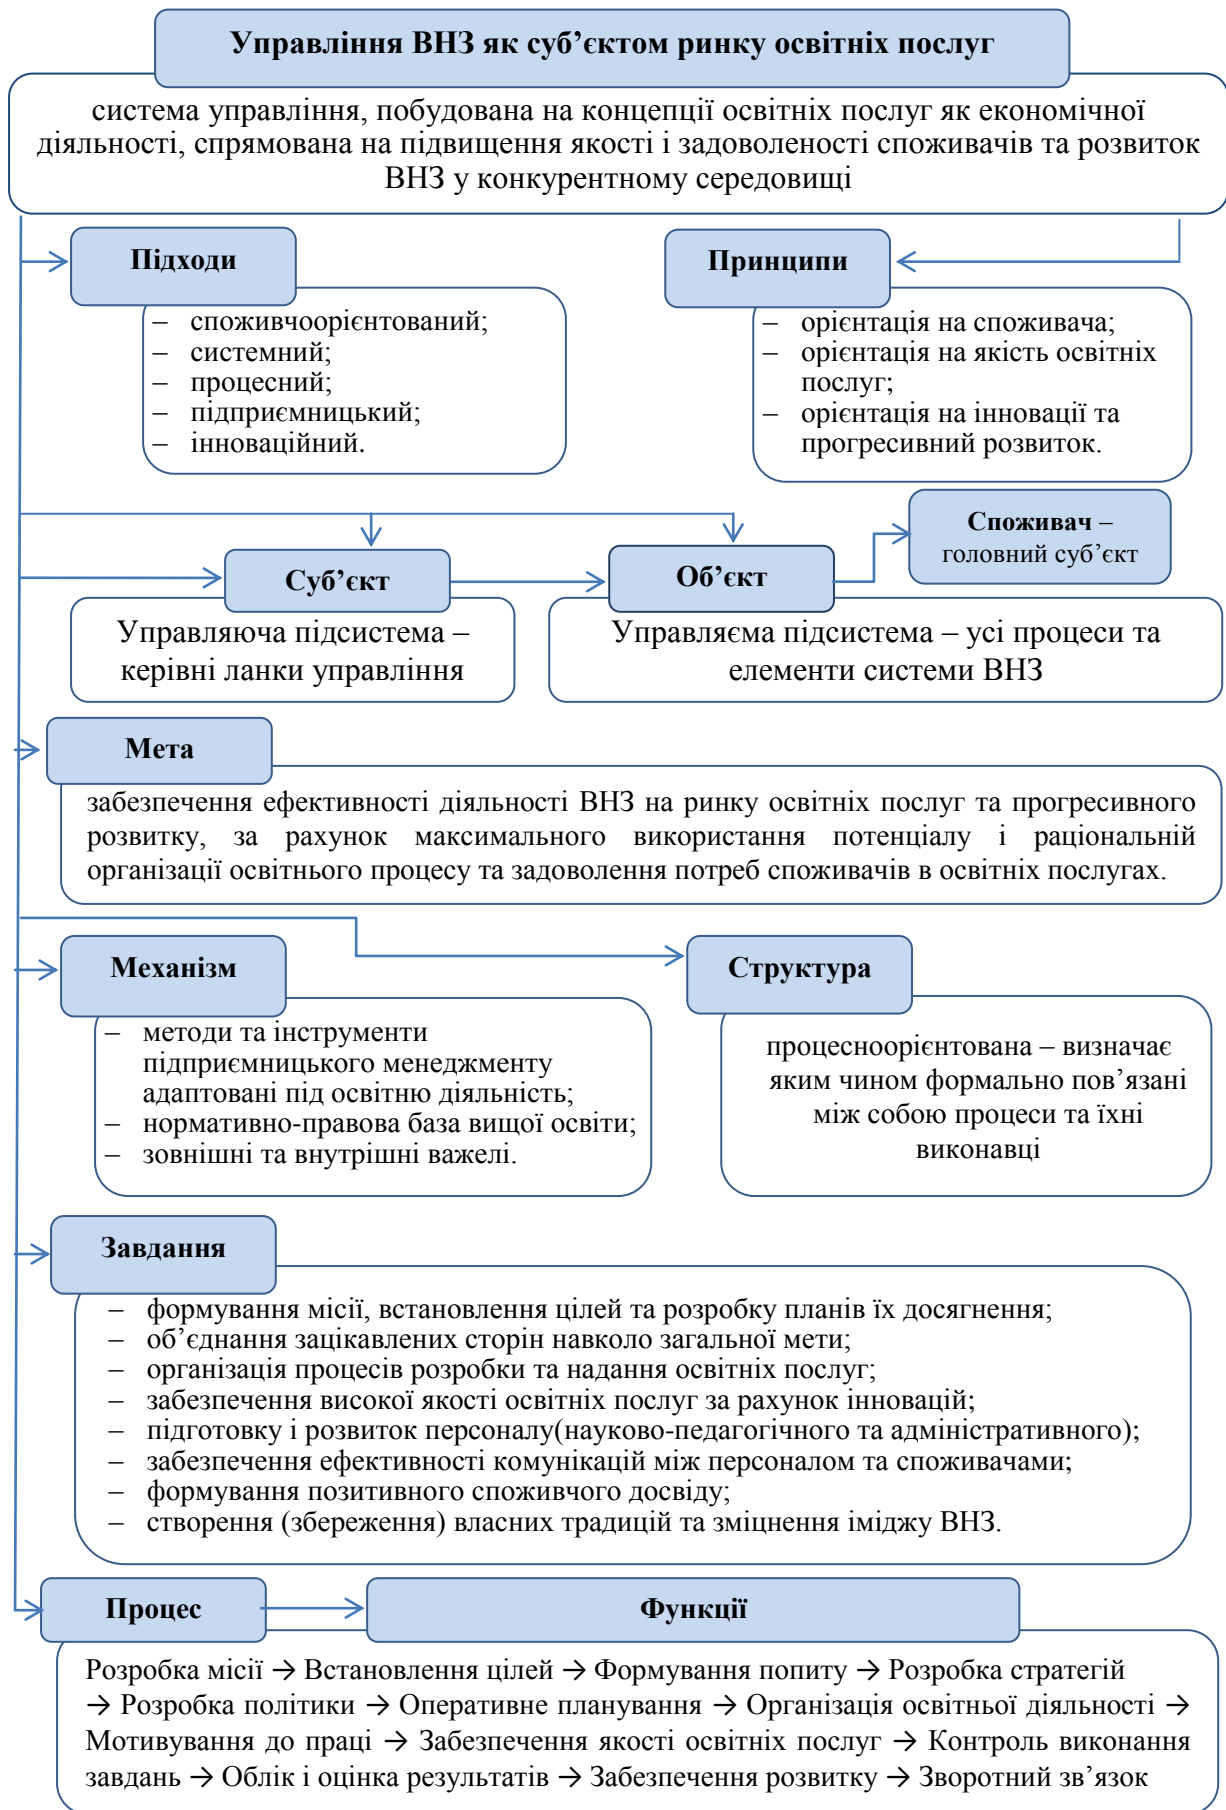 Управління ВНЗ як суб’єктом ринку освітніх послуг
система управління, побудована на концепції освітніх послуг як економічної
діяльності, спрямована на підвищення якості і задоволеності споживачів та розвиток
ВНЗ у конкурентному середовищі
Підходи
– споживчоорієнтований;
– системний;
– процесний;
– підприємницький;
– інноваційний.
Принципи
– орієнтація на споживача;
– орієнтація на якість освітніх
послуг;
– орієнтація на інновації та
прогресивний розвиток.
Споживач –
головний суб’єкт
Суб’єкт
Управляюча підсистема –
керівні ланки управління
Об’єкт
Управляєма підсистема – усі процеси та
елементи системи ВНЗ
Мета
забезпечення ефективності діяльності ВНЗ на ринку освітніх послуг та прогресивного
розвитку, за рахунок максимального використання потенціалу і раціональній
організації освітнього процесу та задоволення потреб споживачів в освітніх послугах.
Механізм
– методи та інструменти
підприємницького менеджменту
адаптовані під освітню діяльність;
– нормативно-правова база вищої освіти;
– зовнішні та внутрішні важелі.
Структура
процесноорієнтована – визначає
яким чином формально пов’язані
між собою процеси та їхні
виконавці
Завдання
– формування місії, встановлення цілей та розробку планів їх досягнення;
– об’єднання зацікавлених сторін навколо загальної мети;
– організація процесів розробки та надання освітніх послуг;
– забезпечення високої якості освітніх послуг за рахунок інновацій;
– підготовку і розвиток персоналу(науково-педагогічного та адміністративного);
– забезпечення ефективності комунікацій між персоналом та споживачами;
– формування позитивного споживчого досвіду;
– створення (збереження) власних традицій та зміцнення іміджу ВНЗ.
Процес
Функції
Розробка місії → Встановлення цілей → Формування попиту → Розробка стратегій
→ Розробка політики → Оперативне планування → Організація освітньої діяльності →
Мотивування до праці → Забезпечення якості освітніх послуг → Контроль виконання
завдань → Облік і оцінка результатів → Забезпечення розвитку → Зворотний зв’язок